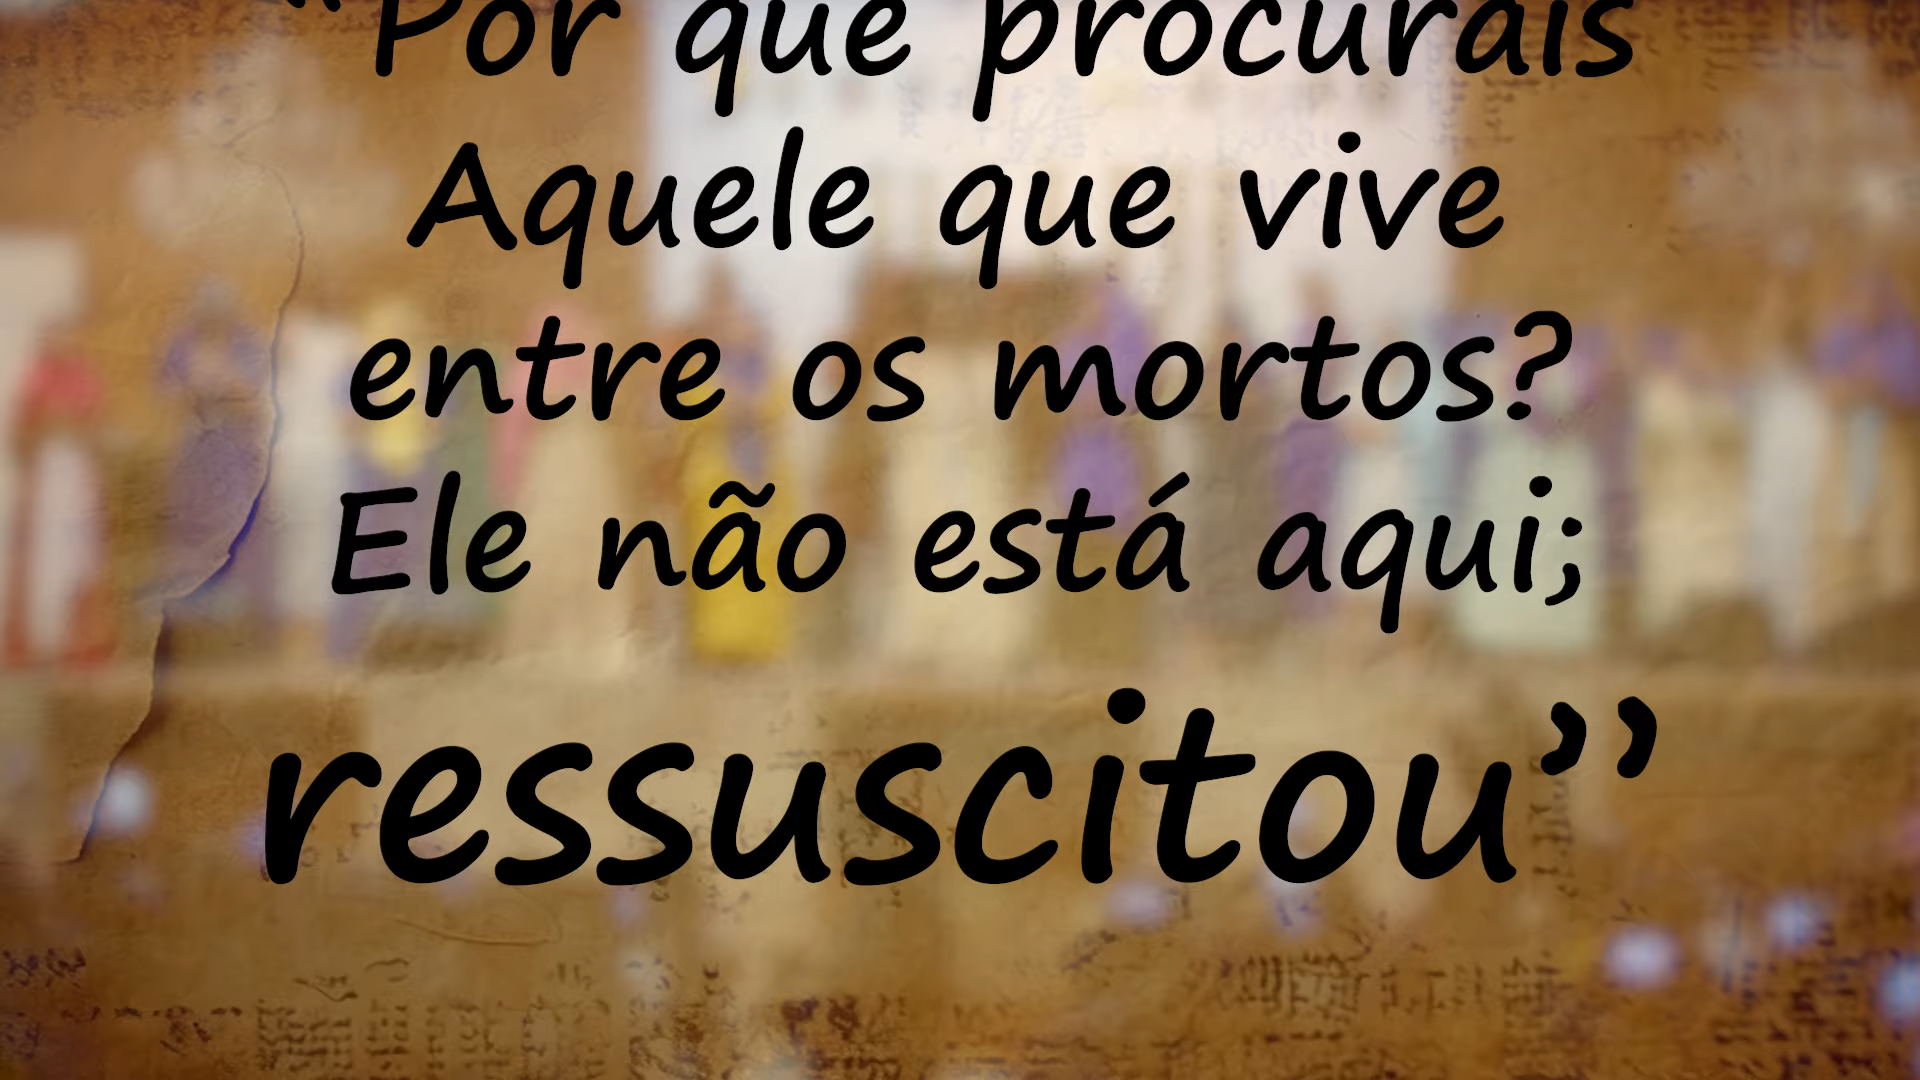 “Por que procurais
Aquele que vive
entre os mortos?
Ele não está aqui;
ressuscitou”